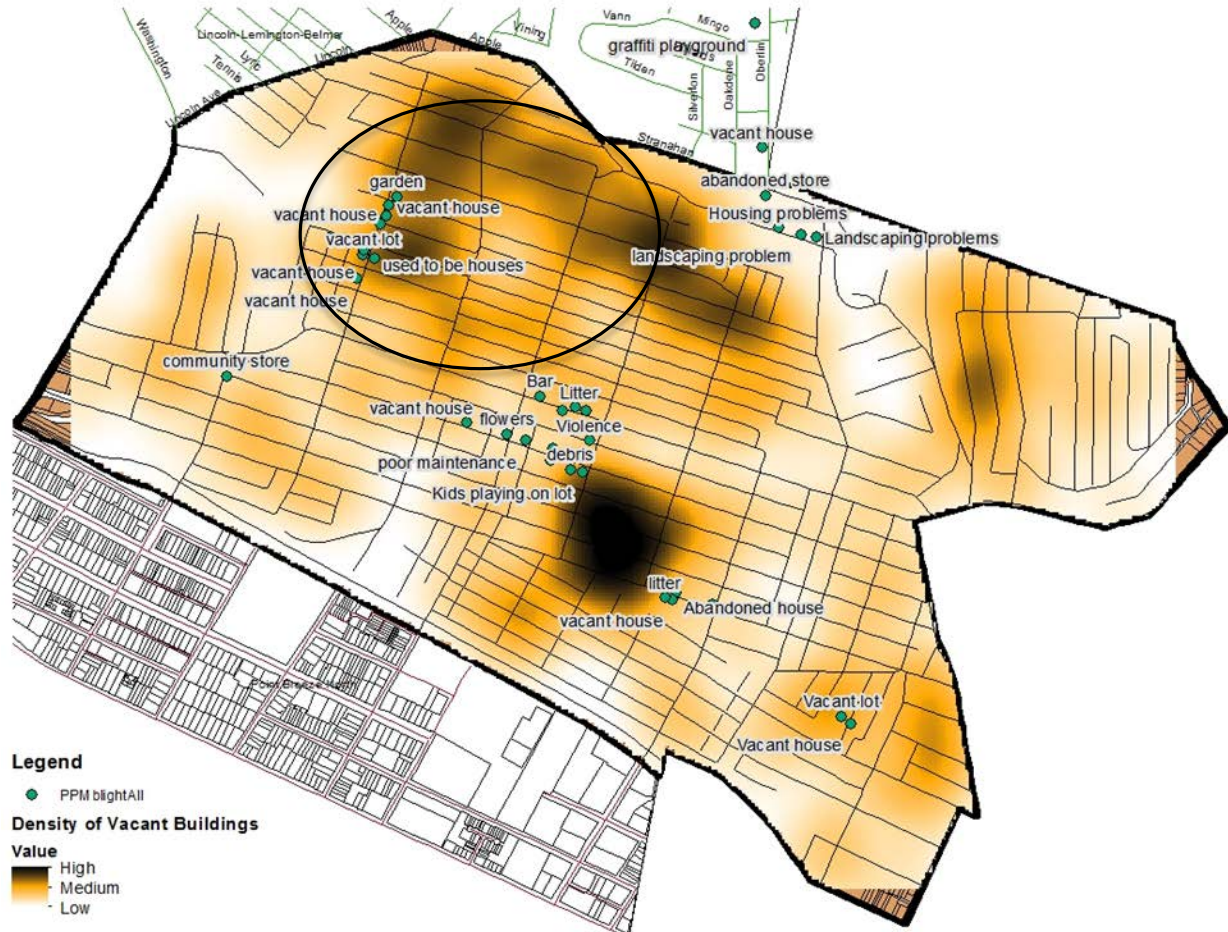 Washington
Lincoln-Lemington-Belmar
Apple
Apple
Vining
Vann
Mingo
graffiti playground
Tilden
Oberlin
Lyric
Tennis
Lincoln
Lincoln Ave
Silverton
Oakdene
Stranahan
vacant house
abandoned store
garden
vacant house
vacant house
Housing problems
Landscaping problems
vacant lot
landscaping problem
used to be houses
vacant house
vacant house
community store
Bar
Litter
vacant house
flowers
Violence
poor maintenance
debris
Kids playing on lot
litter
Abandoned house
vacant house
Point Breeze North
Vacant lot
Vacant house
Legend
PPM blightAll
Density of Vacant Buildings
Value
High
Medium
Low